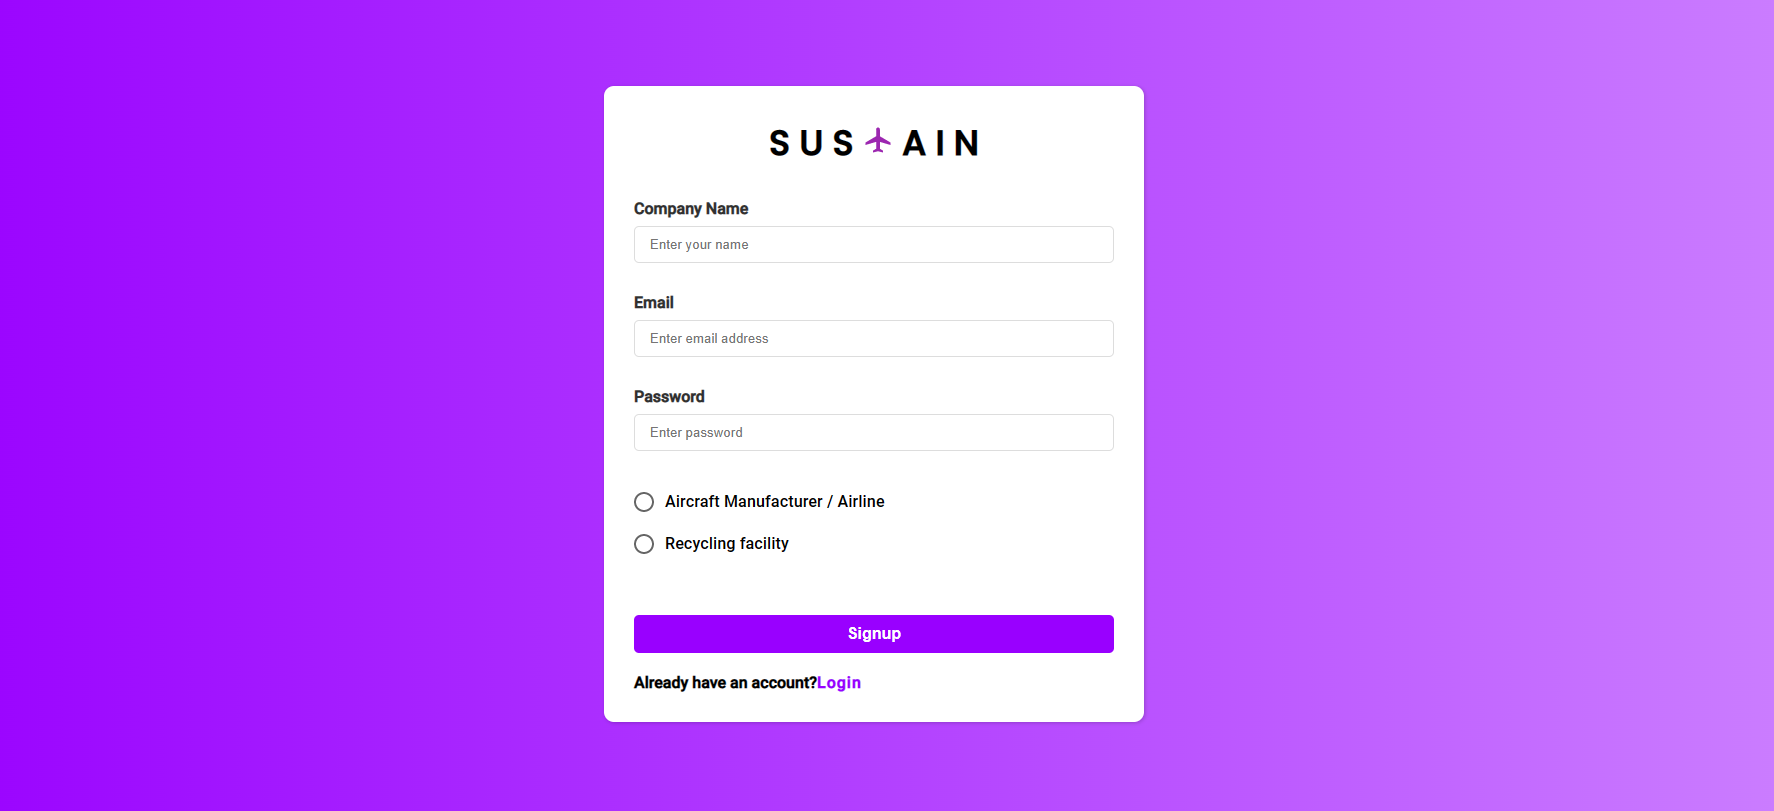 SUS AIN
Company Name
Enter your name
Email
Enter email address
Password
Enter password
Aircraft Manufacturer / Airline
Recycling facility
Signup
Already have an account?Login